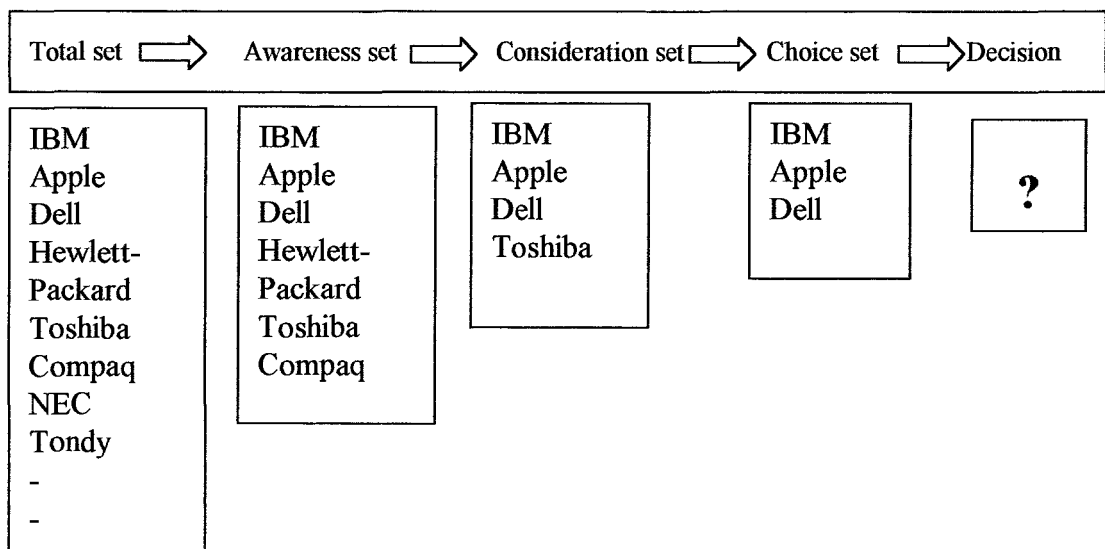 Total set Awareness set Consideration set Choice set Decision
IBM
Apple
Dell
Hewlett-
Packard
Toshiba
Compaq
NEC
Tondy
-
-
IBM
Apple
Dell
Hewlett-
Packard
Toshiba
Compaq
IBM
Apple
Dell
Toshiba
IBM
Apple
Dell
?